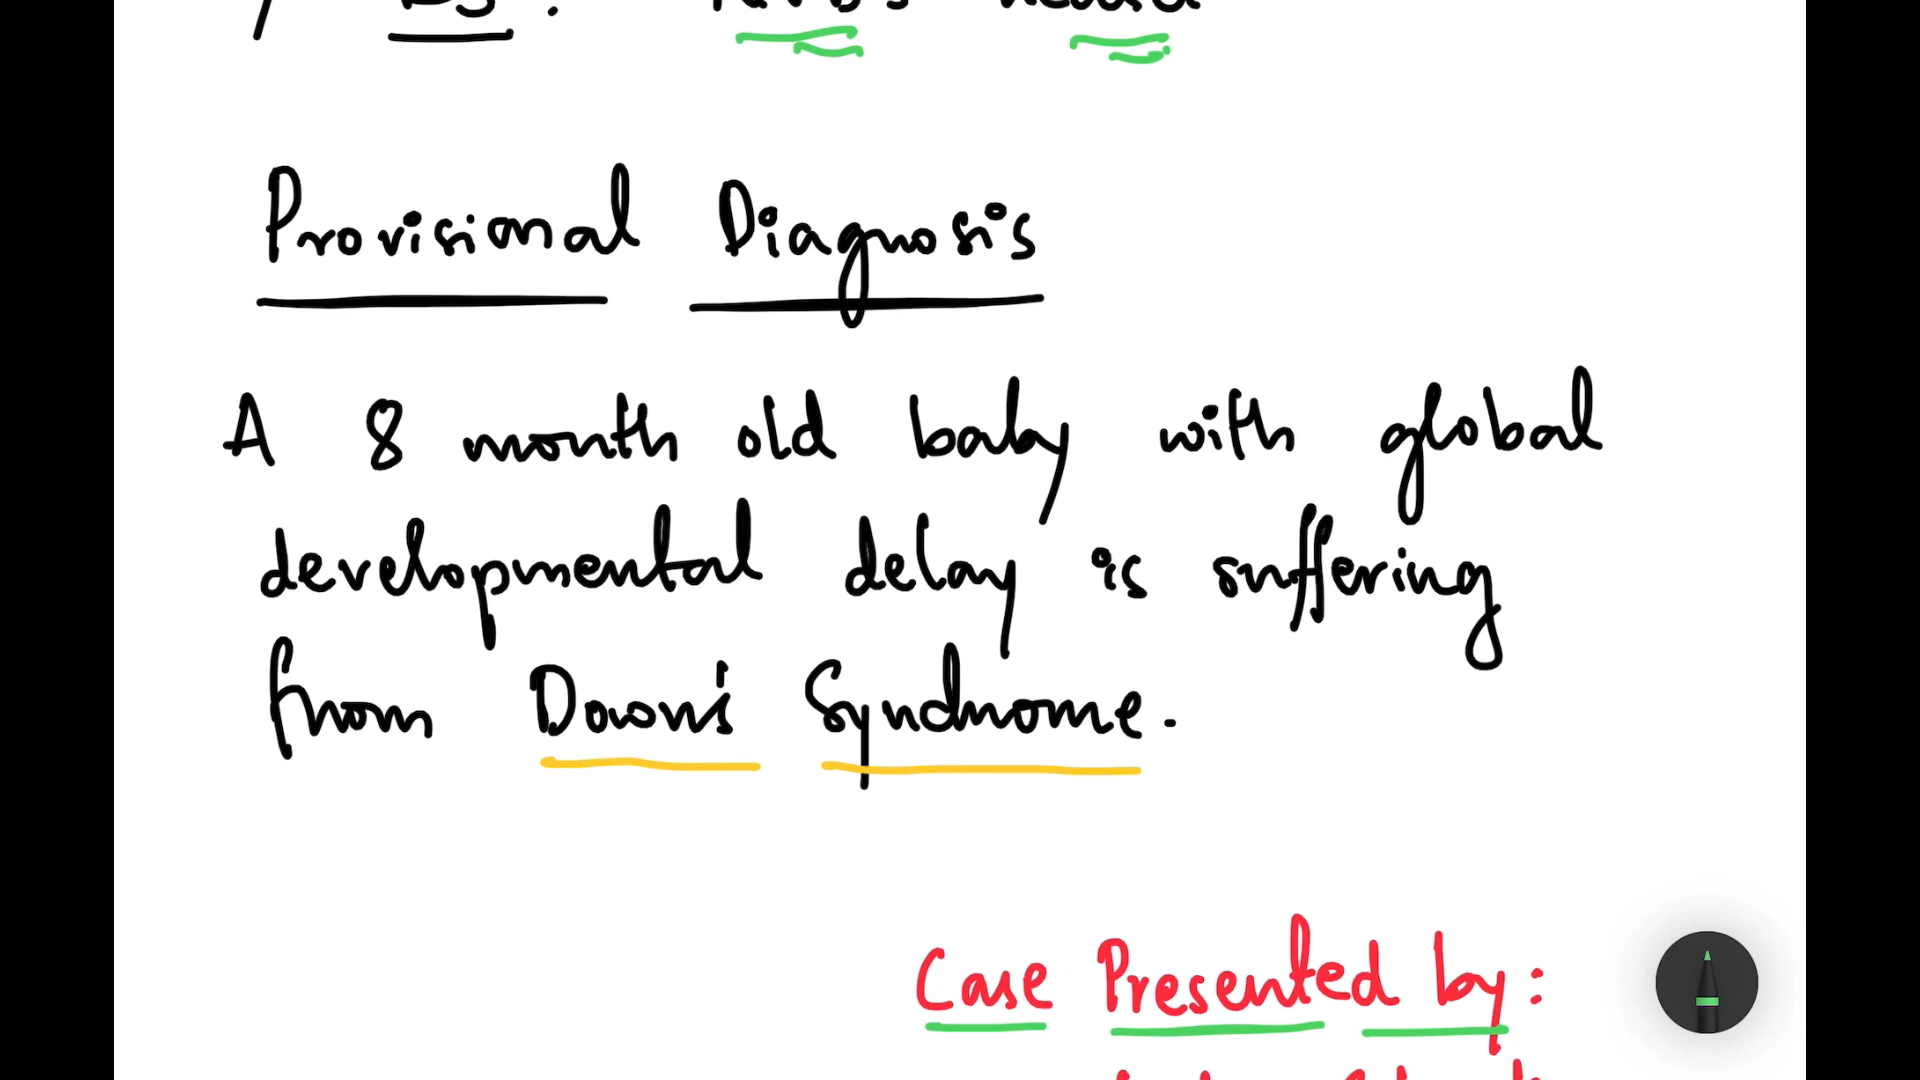 Provisional Diagnosis
A 8 month old baby with global
developmental delay is suffering
from Down's Syndrome.
Case Presented by: